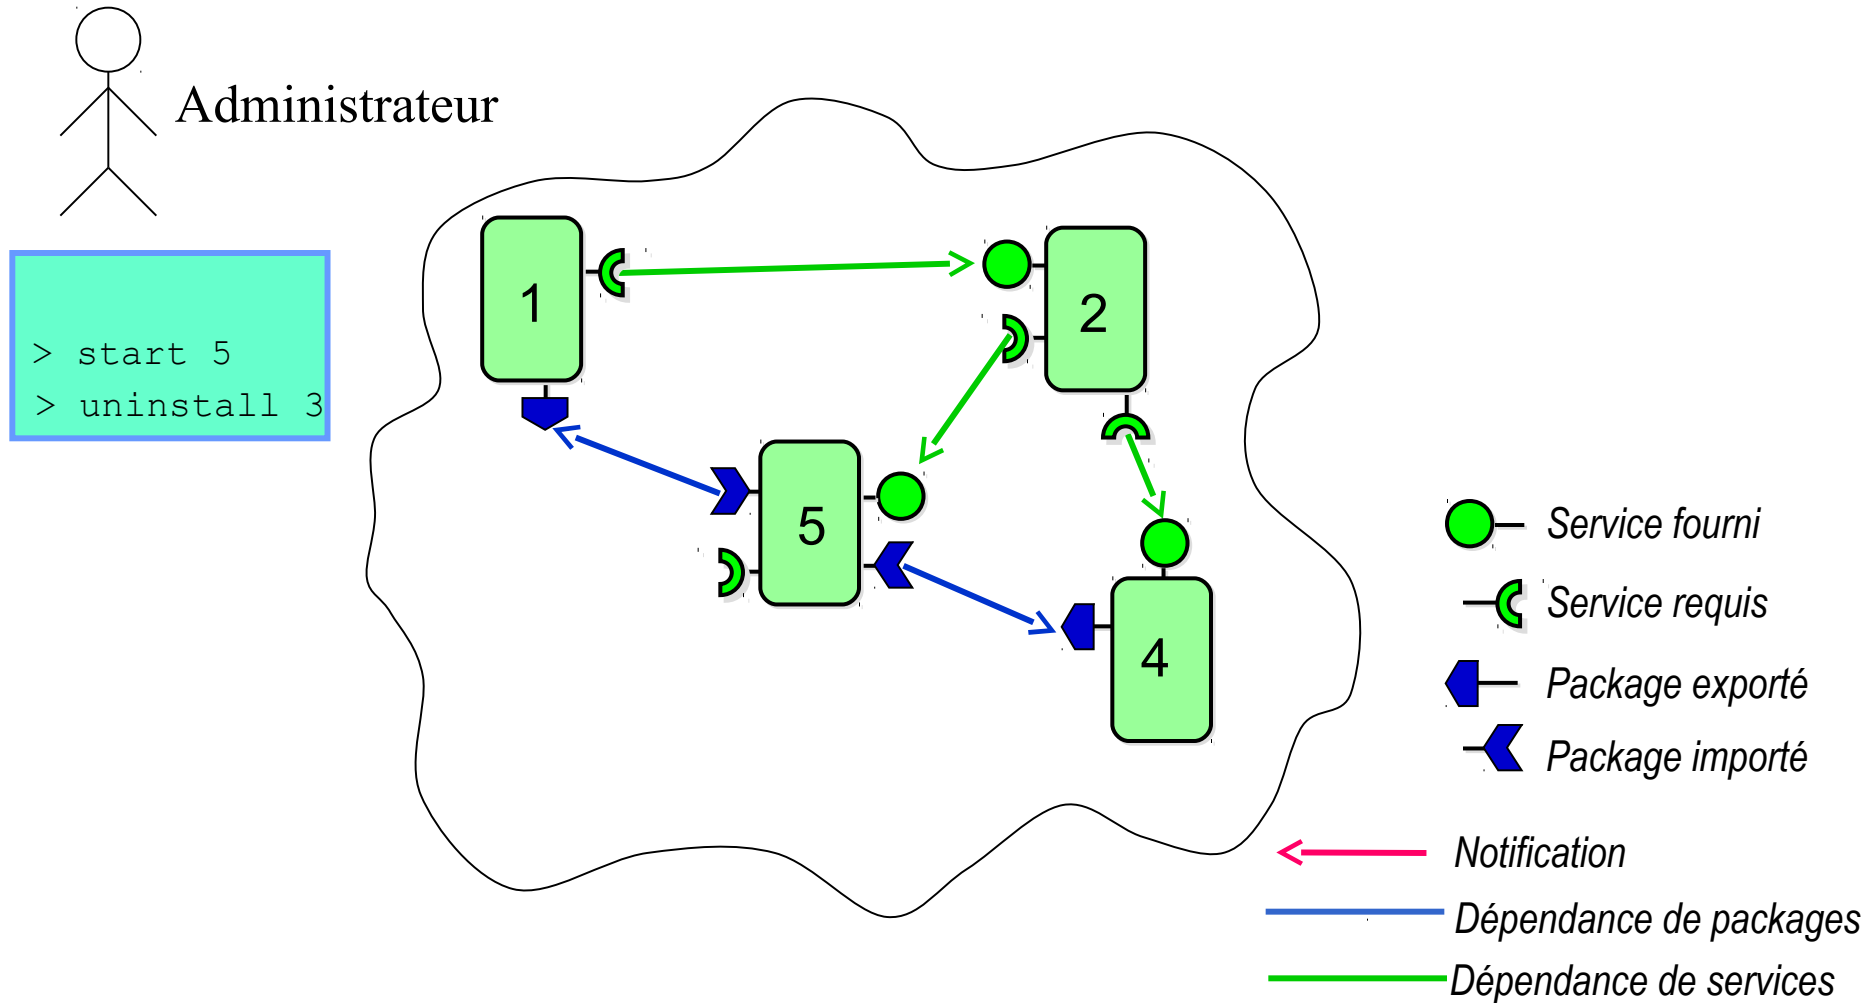 Administrateur
> start 5
> uninstall 3
1
2
5
4
Service fourni
Service requis
Package exporté
Package importé
Notification
Dépendance de packages
Dépendance de services